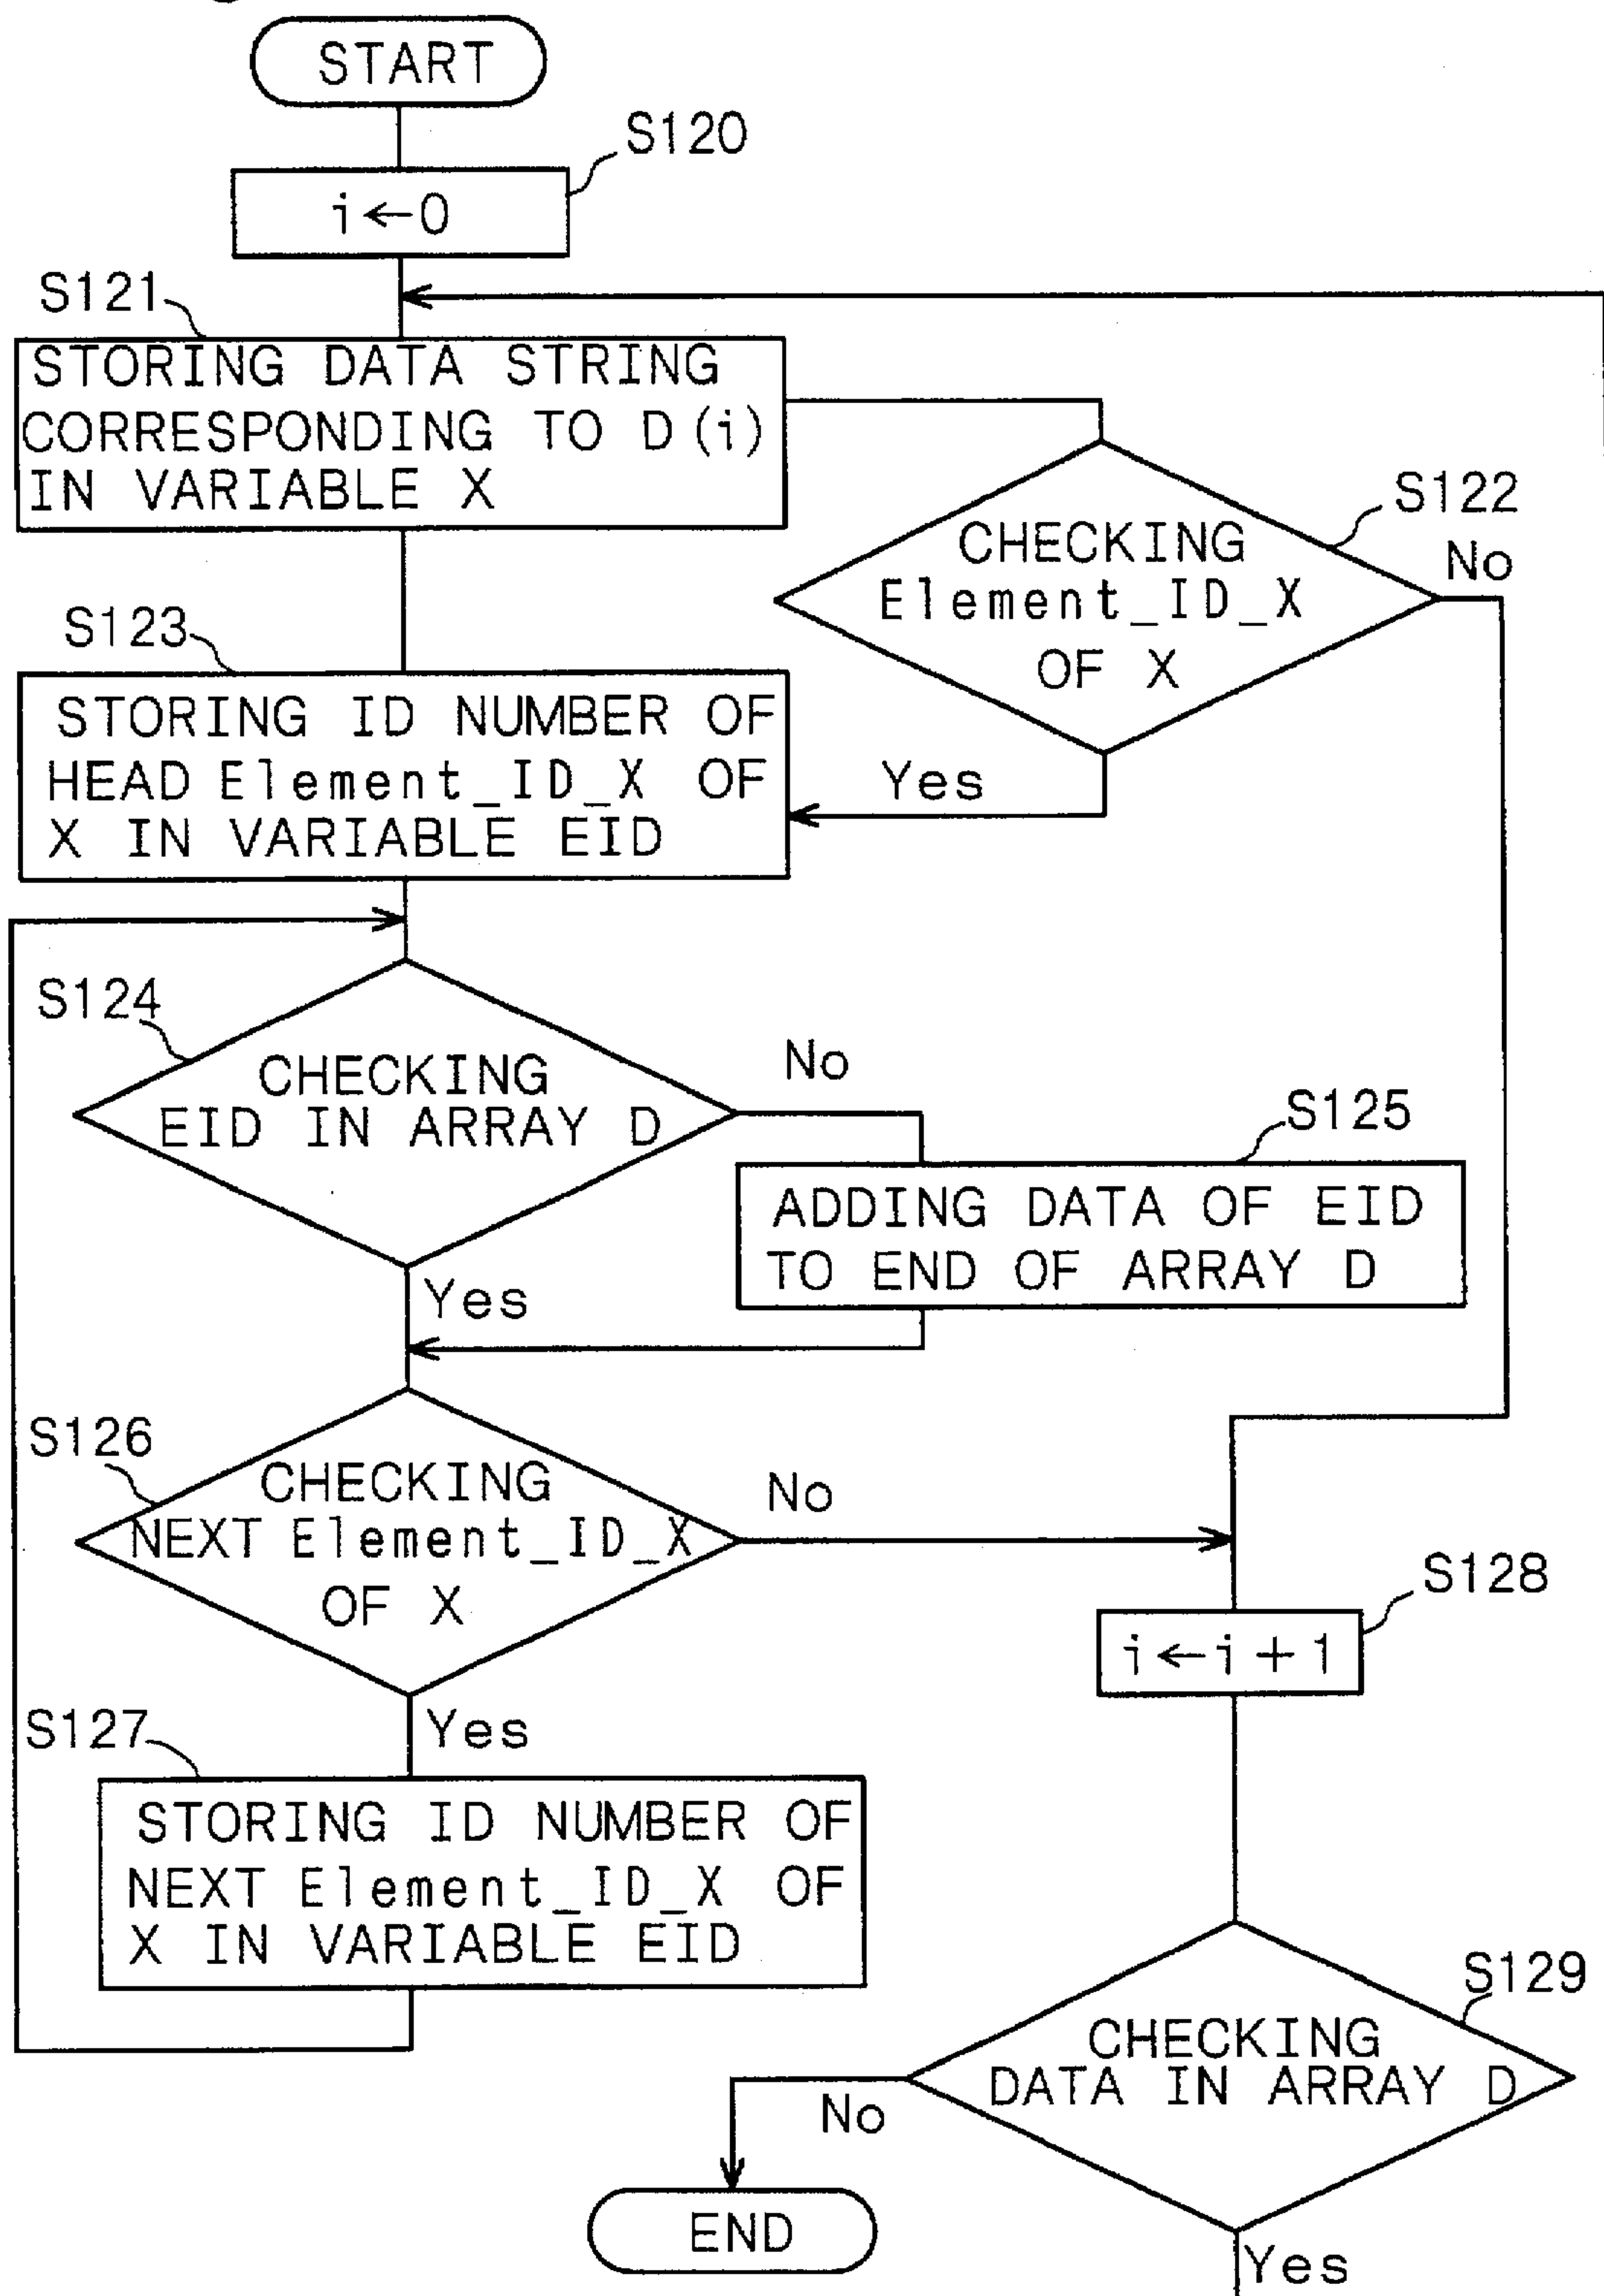 START
S120
i←0
S121
STORING DATA STRING
CORRESPONDING TO D(i)
IN VARIABLE X
S122
CHECKING
Element_ID_X
OF X
No
Yes
S123
STORING ID NUMBER OF
HEAD Element_ID_X OF
X IN VARIABLE EID
S124
CHECKING
EID IN ARRAY D
No
Yes
S125
ADDING DATA OF EID
TO END OF ARRAY D
S126
CHECKING
NEXT Element_ID_X
OF X
No
Yes
S127
STORING ID NUMBER OF
NEXT Element_ID_X OF
X IN VARIABLE EID
S128
i←i+1
S129
CHECKING
DATA IN ARRAY D
No
END
Yes